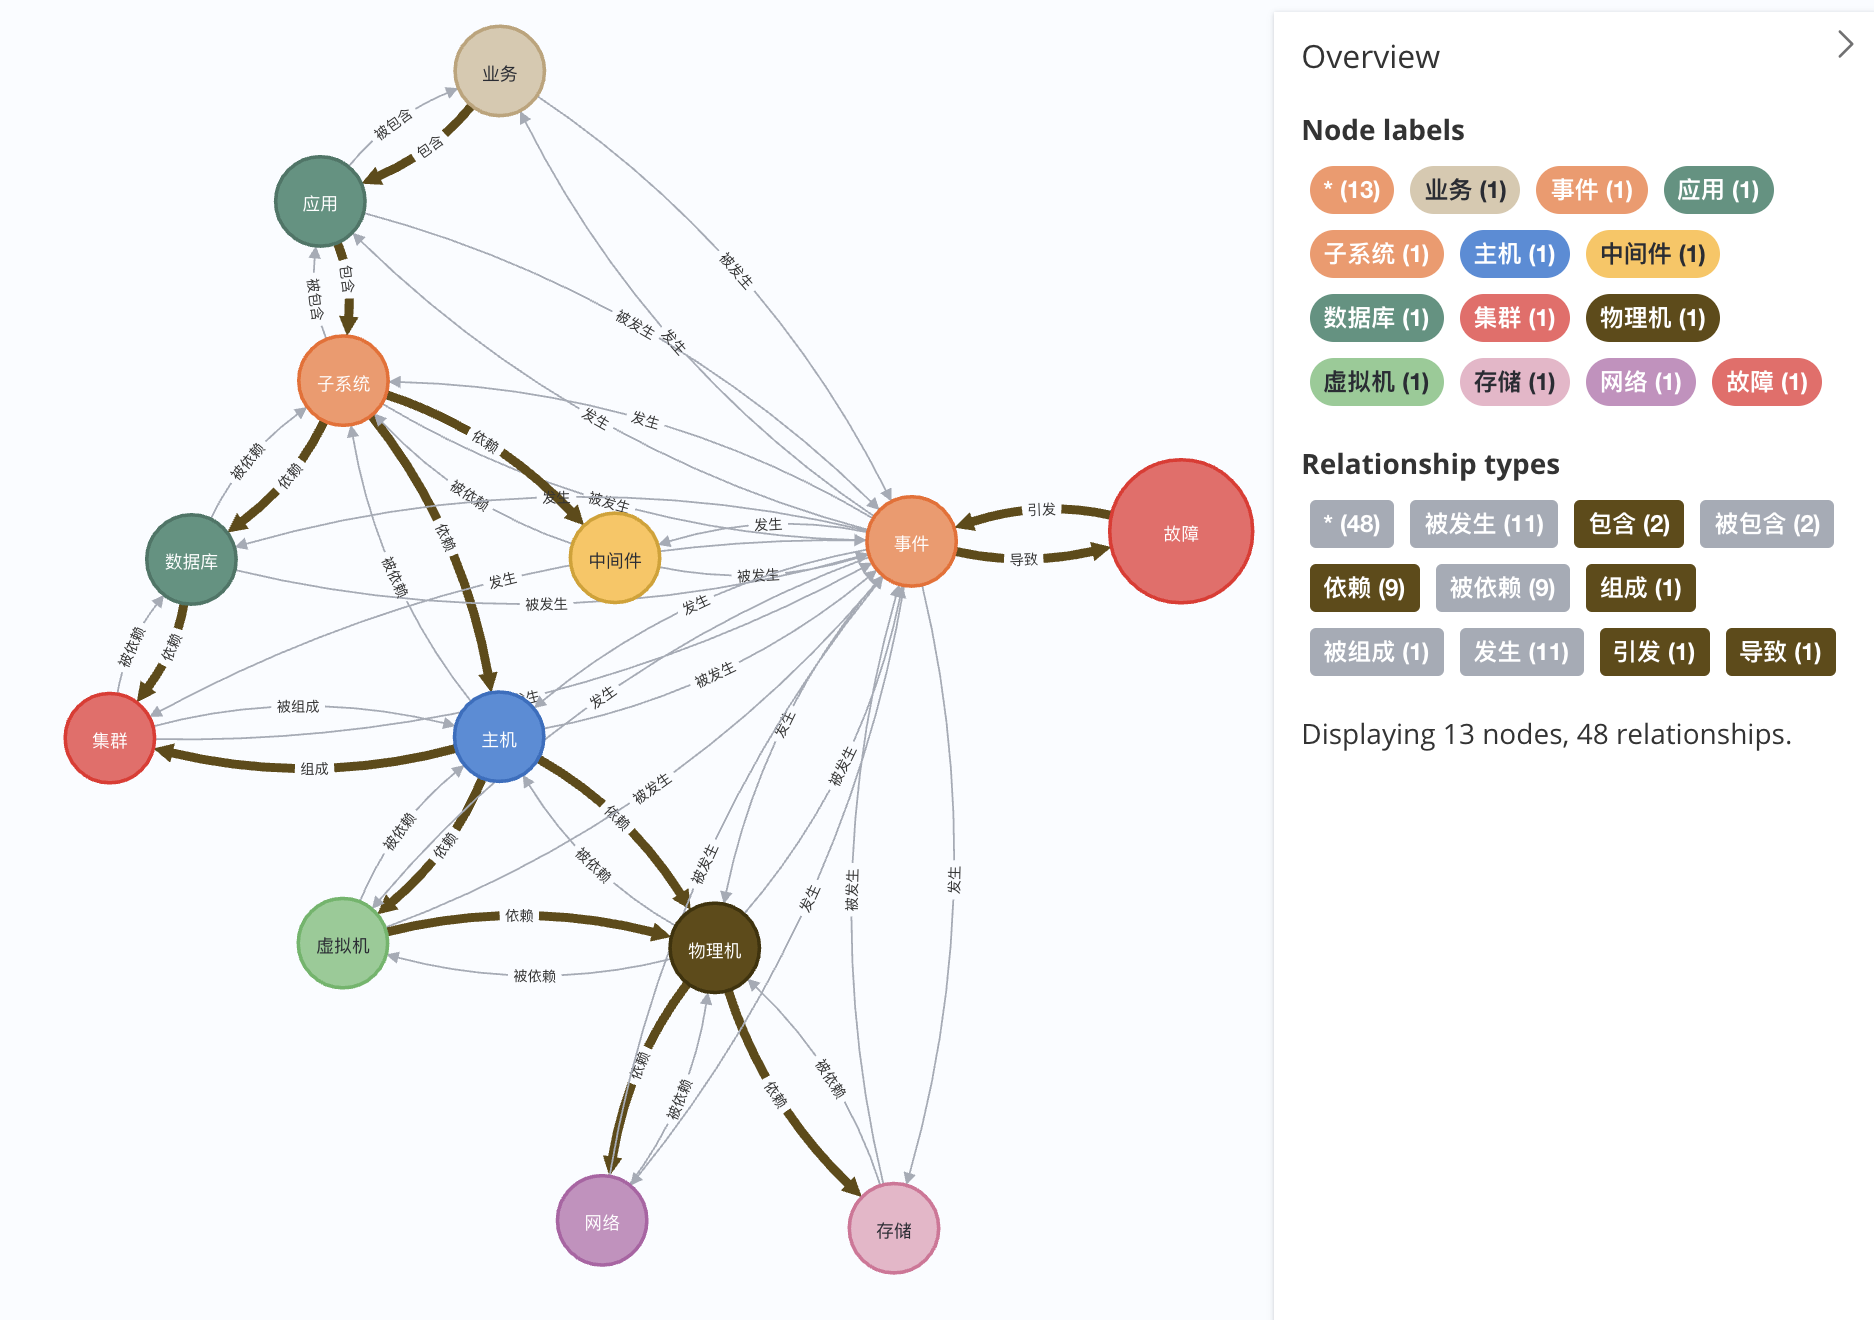 业务
被包含
包含
应用
包含
被包含
被发生
被发生
发生
子系统
发生
发生
依赖
被依赖
依赖
被依赖
发生
被发生
引发
故障
发生
事件
导致
依赖
数据库
中间件
被依赖
发生
被发生
被发生
发生
被依赖
依赖
被发生
发生
发生
被组成
集群
主机
组成
发生
被发生
被发生
依赖
被依赖
依赖
被依赖
被发生
发生
被发生
发生
依赖
虚拟机
物理机
被依赖
依赖
被依赖
依赖
被依赖
网络
存储
Overview
Node labels
* (13) 业务 (1) 事件 (1) 应用 (1)
子系统 (1) 主机 (1) 中间件 (1)
数据库 (1) 集群 (1) 物理机 (1)
虚拟机 (1) 存储 (1) 网络 (1) 故障 (1)
Relationship types
* (48) 被发生 (11) 包含 (2) 被包含 (2)
依赖 (9) 被依赖 (9) 组成 (1)
被组成 (1) 发生 (11) 引发 (1) 导致 (1)
Displaying 13 nodes, 48 relationships.